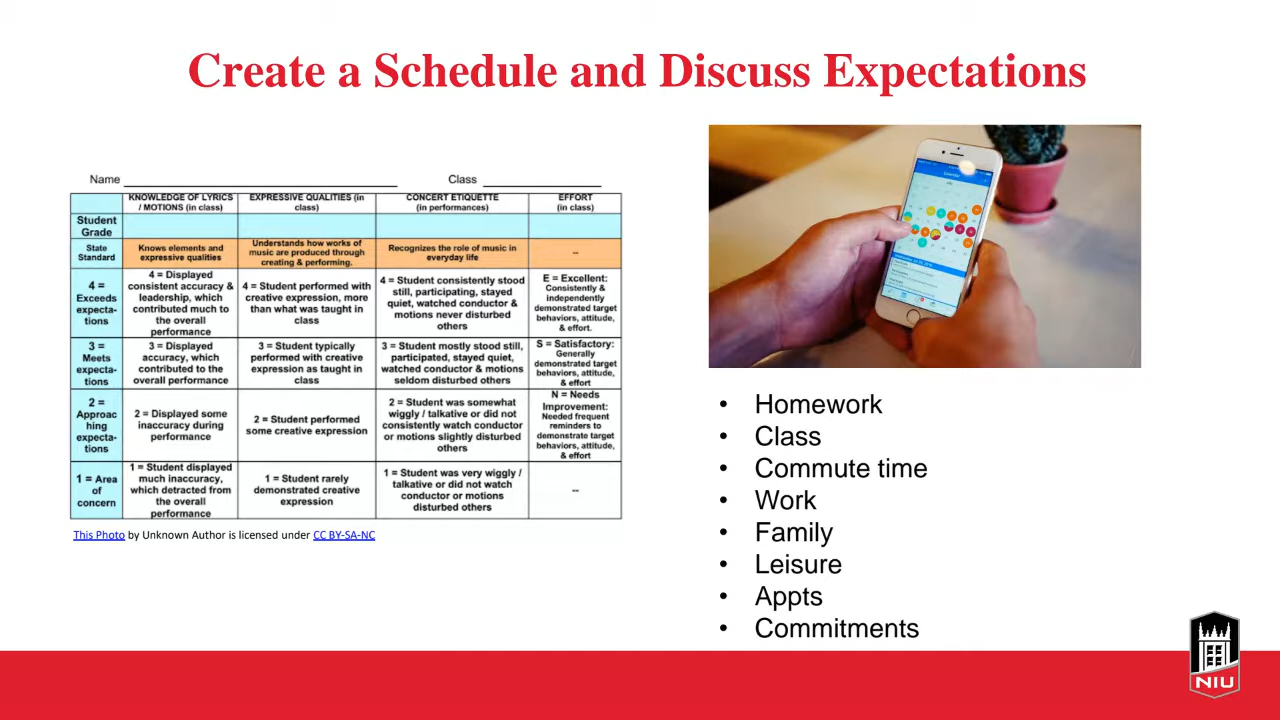 Create a Schedule and Discuss Expectations
Name
Class
KNOWLEDGE OF LYRICS
/ MOTIONS (in class)
EXPRESSIVE QUALITIES (in
class)
CONCERT ETIQUETTE
(in performances)
EFFORT
(in class)
Student
Grade
State
Standard
Knows elements and
expressive qualities
Understands how works of
music are produced through
creating & performing.
Recognizes the role of music in
everyday life
--
4 =
Exceeds
expecta-
tions
4 = Displayed
consistent accuracy &
leadership, which
contributed much to
the overall
performance
4 = Student performed with
creative expression, more
than what was taught in
class
4 = Student consistently stood
still, participating, stayed
quiet, watched conductor &
motions never disturbed
others
E = Excellent:
Consistently &
independently
demonstrated target
behaviors, attitude,
& effort.
3 =
Meets
expecta-
tions
3 = Displayed
accuracy, which
contributed to the
overall performance
3 = Student typically
performed with creative
expression as taught in
class
3 = Student mostly stood still,
participated, stayed quiet,
watched conductor & motions
seldom disturbed others
S = Satisfactory:
Generally
demonstrated target
behaviors, attitude,
& effort
2 =
Approac
hing
expecta-
tions
2 = Displayed some
inaccuracy during
performance
2 = Student performed
some creative expression
2 = Student was somewhat
wiggly / talkative or did not
consistently watch conductor
or motions slightly disturbed
others
N = Needs
Improvement:
Needed frequent
reminders to
demonstrate target
behaviors, attitude,
& effort
1 = Area
of
concern
1 = Student displayed
much inaccuracy,
which detracted from
the overall
performance
1 = Student rarely
demonstrated creative
expression
1 = Student was very wiggly /
talkative or did not watch
conductor or motions
disturbed others
--
This Photo by Unknown Author is licensed under CC BY-SA-NC
Calendar
• Homework
• Class
• Commute time
• Work
• Family
• Leisure
• Appts
• Commitments
NIU